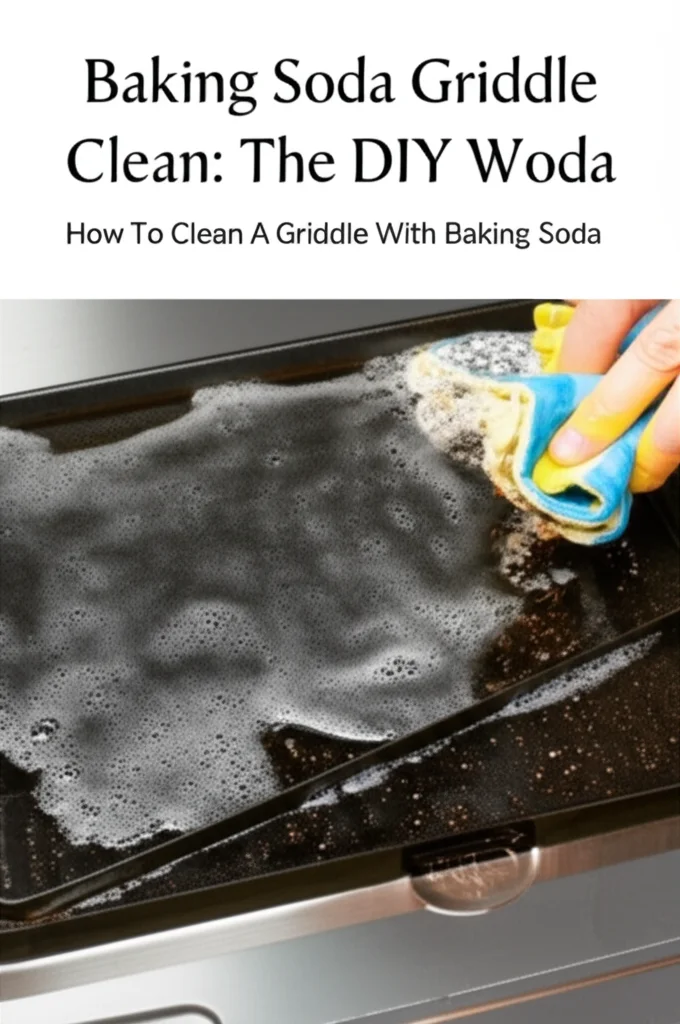 Baking Soda Griddle
Clean: The DIY Woda
How To Clean A Griddle With Baking Soda